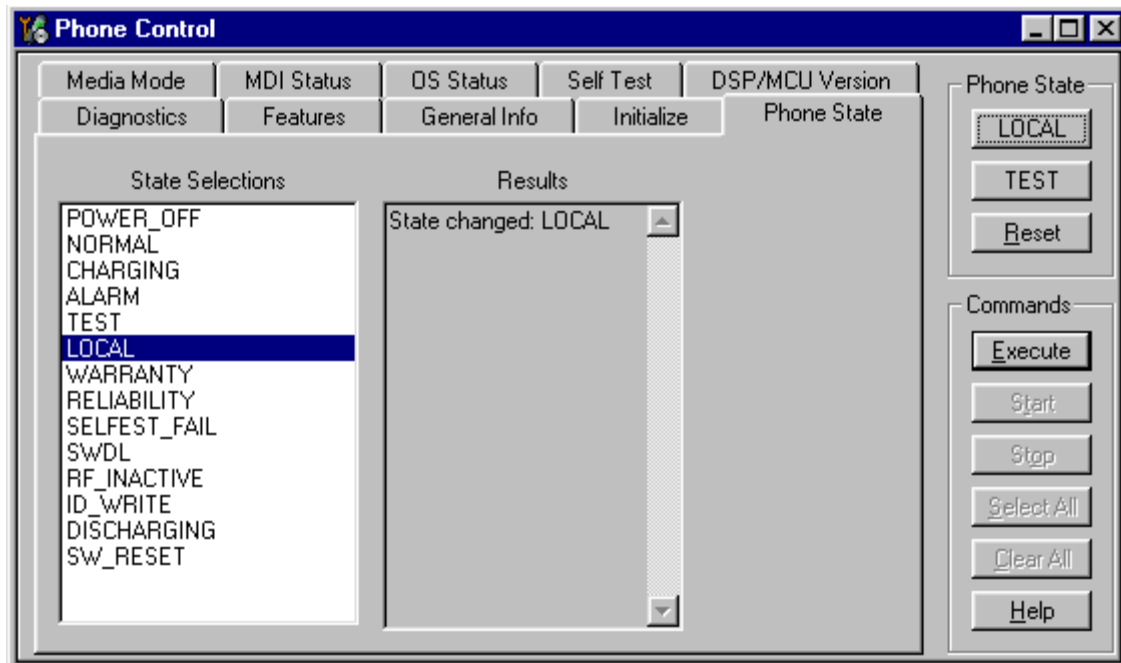 Phone Control
Media Mode MDI Status OS Status Self Test DSP/MCU Version
Diagnostics Features General Info Initialize Phone State
State Selections
POWER_OFF
NORMAL
CHARGING
ALARM
TEST
LOCAL
WARRANTY
RELIABILITY
SELFEST_FAIL
SWDL
RF_INACTIVE
ID_WRITE
DISCHARGING
SW_RESET
Results
State changed: LOCAL
Phone State
LOCAL
TEST
Reset
Commands
Execute
Start
Stop
Select All
Clear All
Help